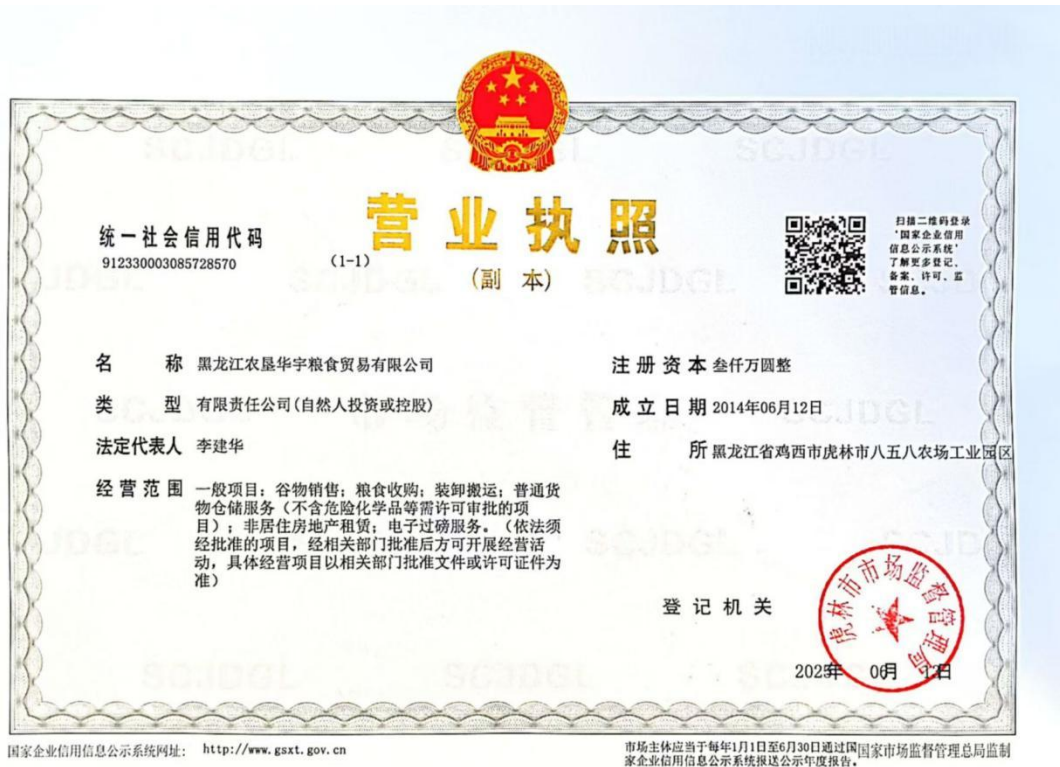 营业执照
(副 本)
(1-1)
统一社会信用代码
912330003085728570
扫描二维码登录
‘国家企业信用
信息公示系统’
了解更多登记、
备案、许可、监
管信息。
名 称 黑龙江农垦华宇粮食贸易有限公司
类 型 有限责任公司(自然人投资或控股)
法定代表人 李建华
经营范围 一般项目：谷物销售；粮食收购；装卸搬运；普通货
物仓储服务（不含危险化学品等需许可审批的项
目）；非居住房地产租赁；电子过磅服务。（依法须
经批准的项目，经相关部门批准后方可开展经营活
动，具体经营项目以相关部门批准文件或许可证件为
准）
注册资本 叁仟万圆整
成立日期 2014年06月12日
住 所 黑龙江省鸡西市虎林市八五八农场工业园区
登记机关
虎林市市场监督管理局
2025年 06月 日
国家企业信用信息公示系统网址： http://www.gsxt.gov.cn
市场主体应当于每年1月1日至6月30日通过国
家企业信用信息公示系统报送公示年度报告。
国家市场监督管理总局监制
SCJDGL